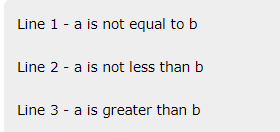 Line 1 - a is not equal to b
Line 2 - a is not less than b
Line 3 - a is greater than b